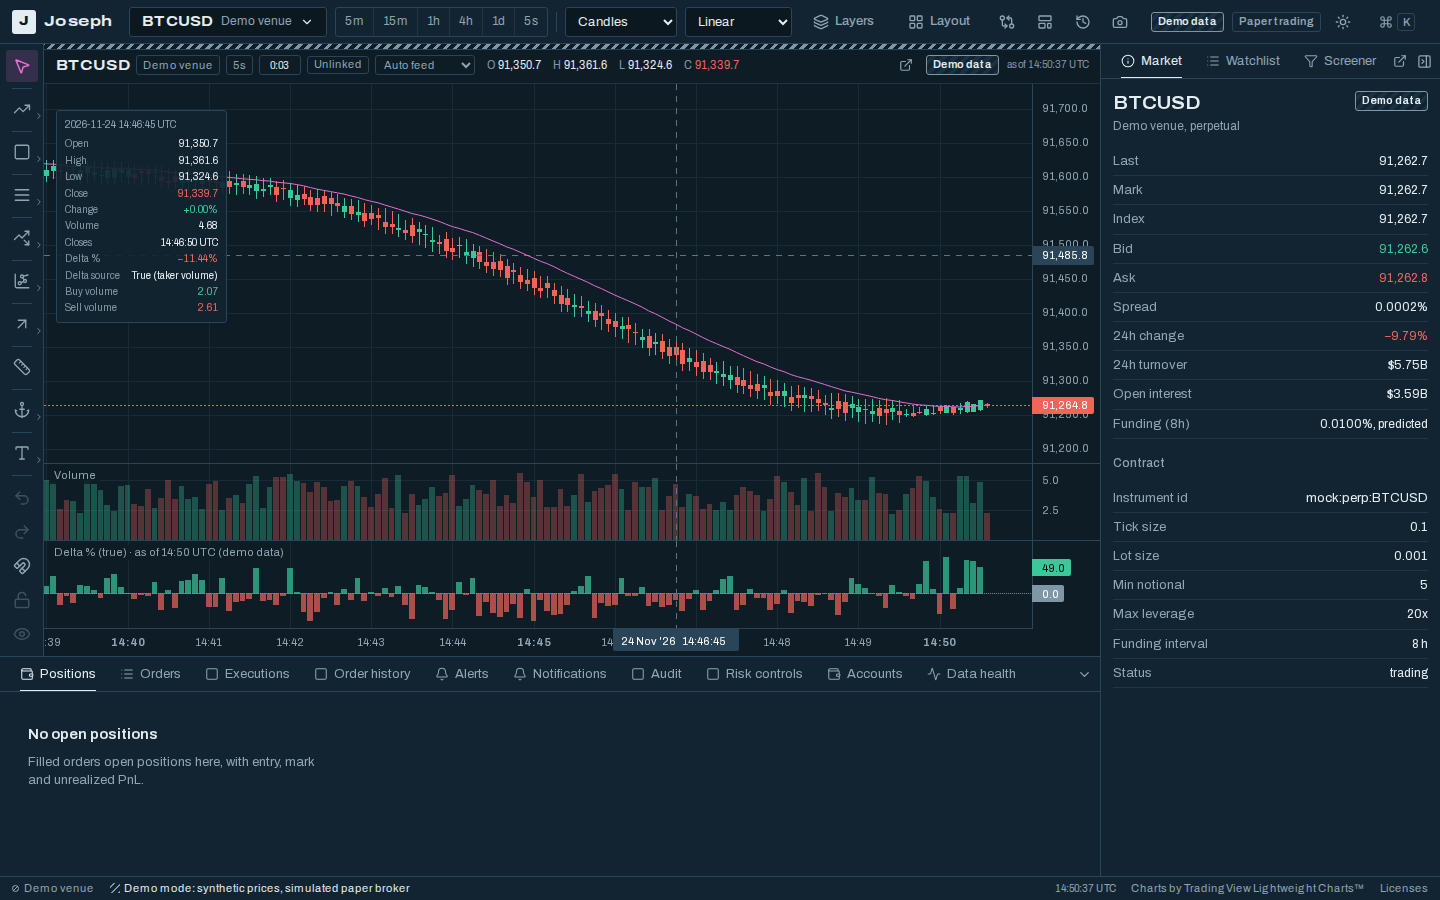 J Joseph BTCUSD Demo venue 5m 15m 1h 4h 1d 5s Candles Linear Layers Layout Demo data Paper trading ⌘ K
BTCUSD Demo venue 5s 0:03 Unlinked Auto feed O 91,350.7 H 91,361.6 L 91,324.6 C 91,339.7 Demo data as of 14:50:37 UTC
2026-11-24 14:46:45 UTC
Open 91,350.7
High 91,361.6
Low 91,324.6
Close 91,339.7
Change +0.00%
Volume 4.68
Closes 14:46:50 UTC
Delta % −11.44%
Delta source True (taker volume)
Buy volume 2.07
Sell volume 2.61
91,700.0
91,650.0
91,600.0
91,550.0
91,500.0
91,485.8
91,450.0
91,400.0
91,350.0
91,300.0
91,264.8
91,250.0
91,200.0
Volume
5.0
2.5
Delta % (true) · as of 14:50 UTC (demo data)
49.0
0.0
:39 14:40 14:41 14:42 14:43 14:44 14:45 14 24 Nov '26 14:46:45 14:48 14:49 14:50
Market Watchlist Screener
BTCUSD Demo data
Demo venue, perpetual
Last 91,262.7
Mark 91,262.7
Index 91,262.7
Bid 91,262.6
Ask 91,262.8
Spread 0.0002%
24h change −9.79%
24h turnover $5.75B
Open interest $3.59B
Funding (8h) 0.0100%, predicted
Contract
Instrument id mock:perp:BTCUSD
Tick size 0.1
Lot size 0.001
Min notional 5
Max leverage 20x
Funding interval 8 h
Status trading
Positions Orders Executions Order history Alerts Notifications Audit Risk controls Accounts Data health
No open positions
Filled orders open positions here, with entry, mark
and unrealized PnL.
Demo venue Demo mode: synthetic prices, simulated paper broker 14:50:37 UTC Charts by TradingView Lightweight Charts™ Licenses